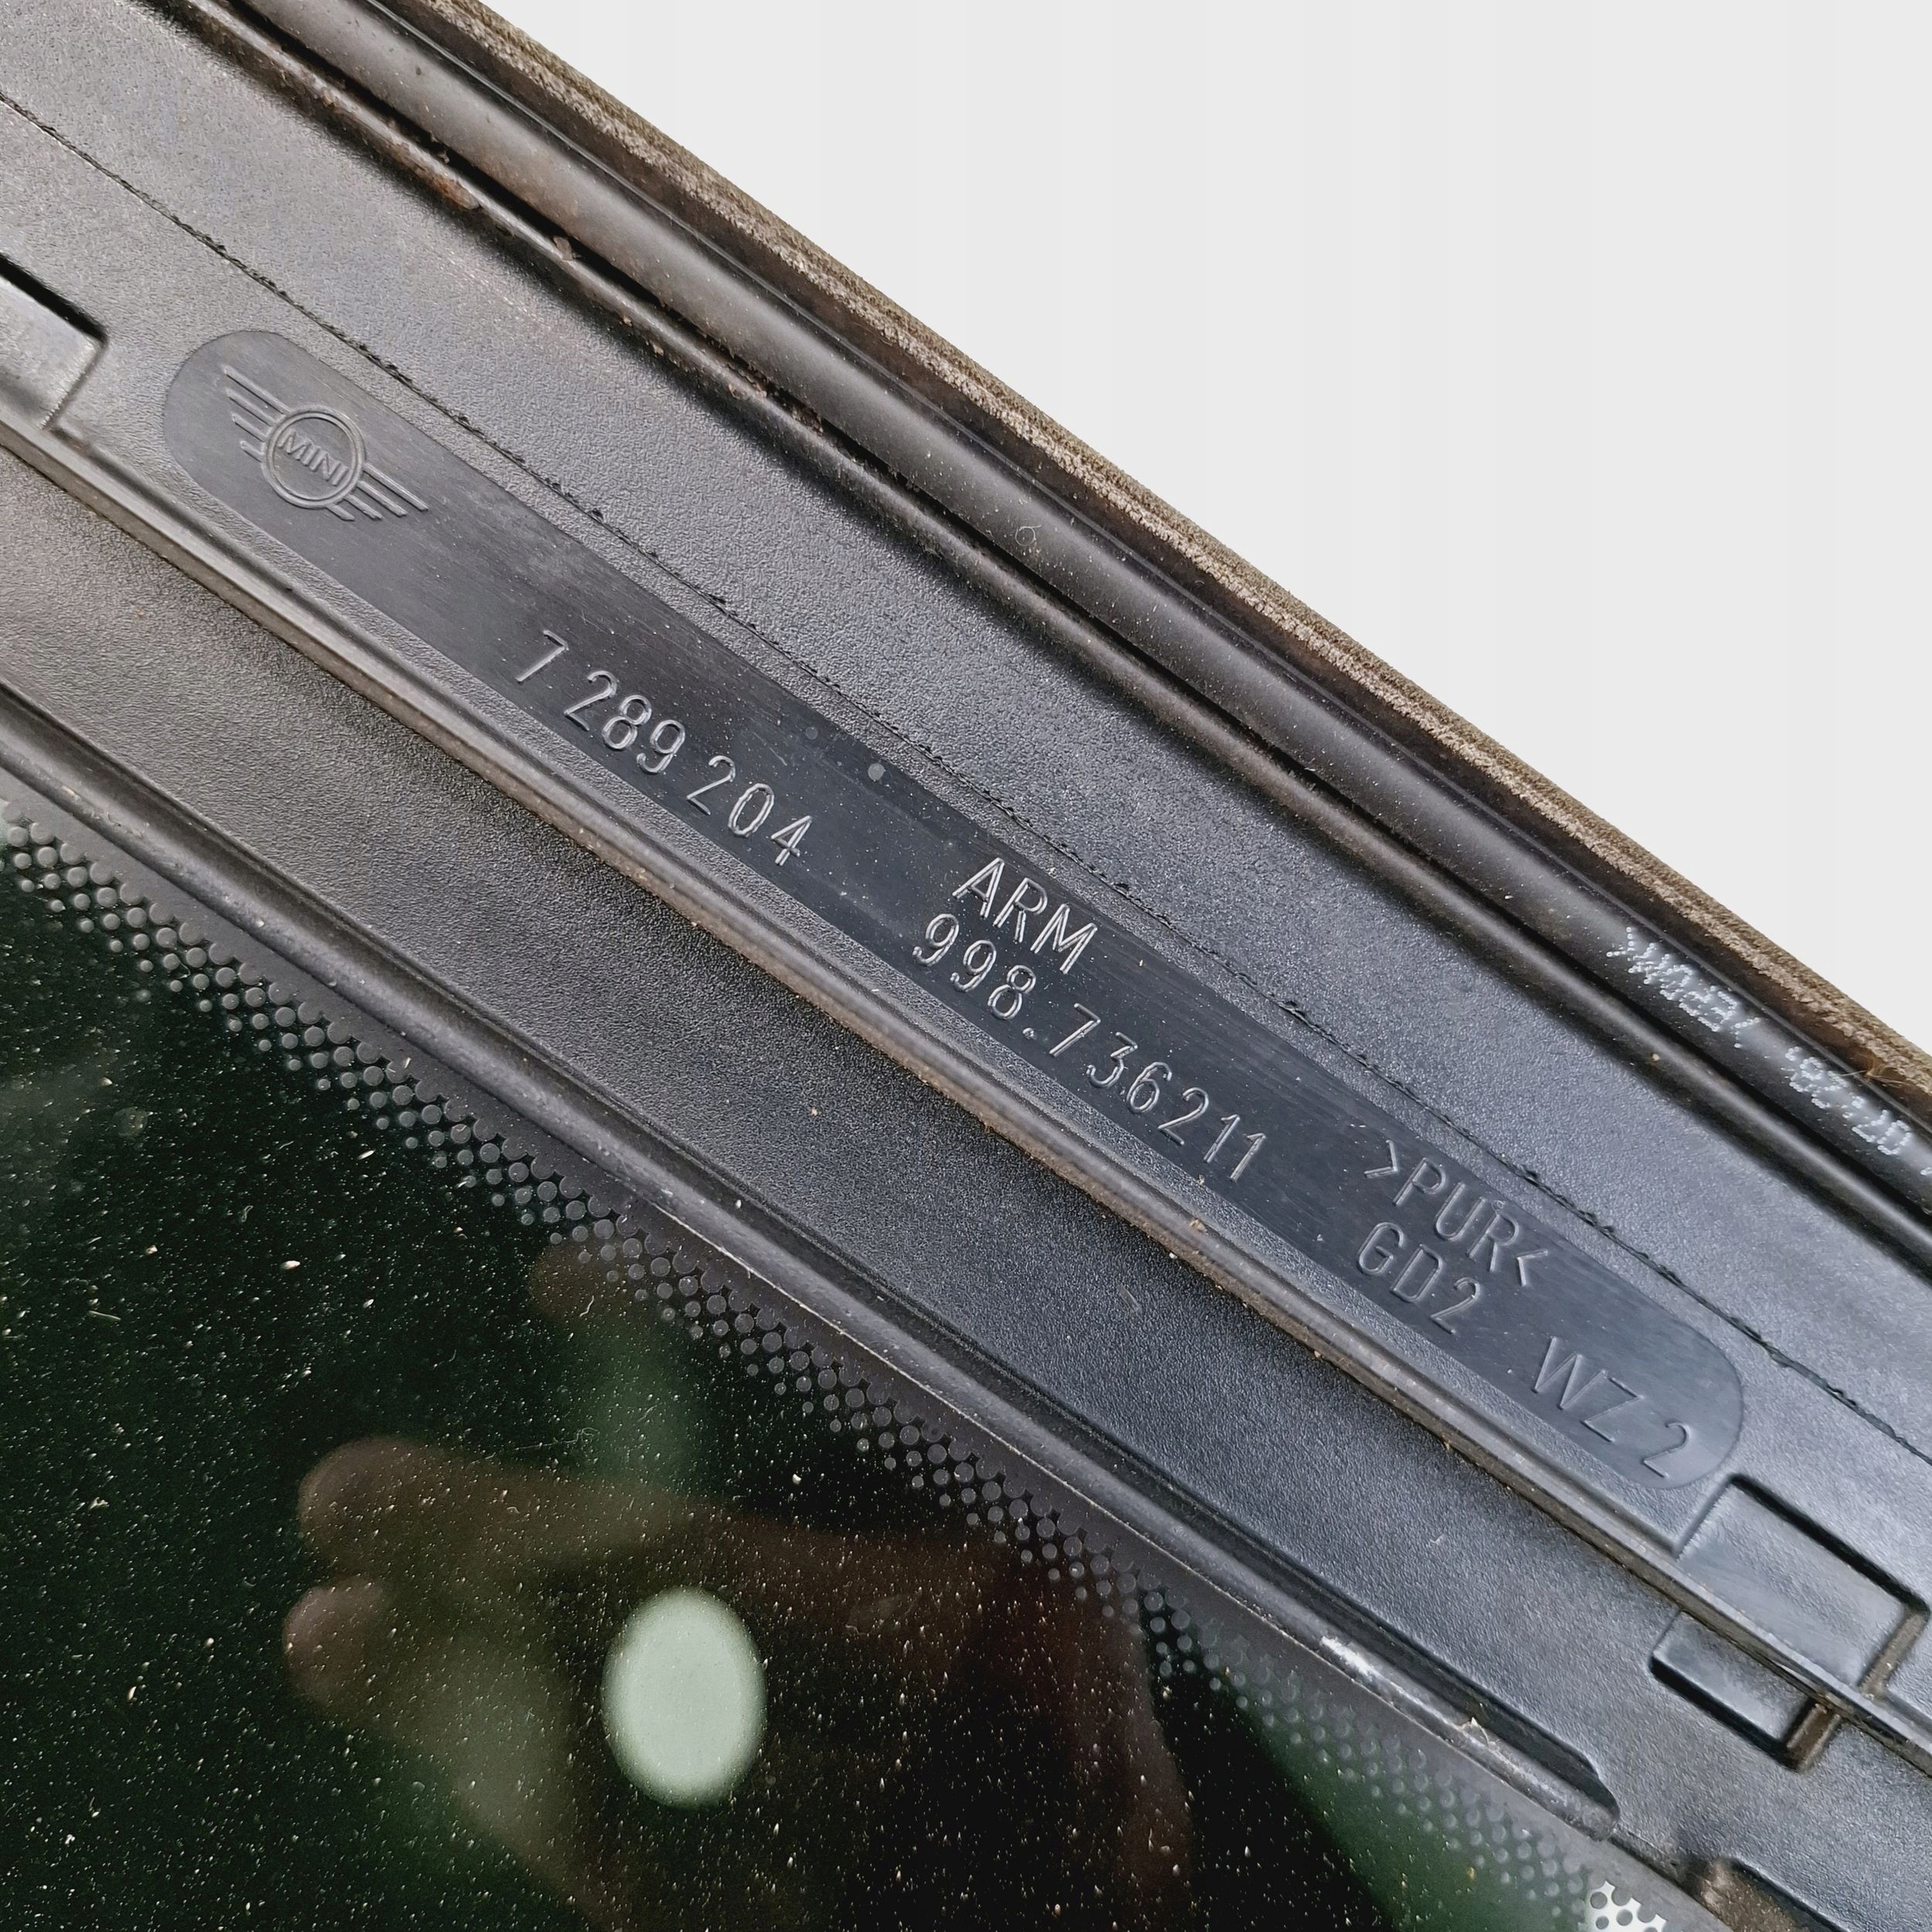 MINI
7 289 204
ARM
998.736211
>PUR<
GD2
WZ 2